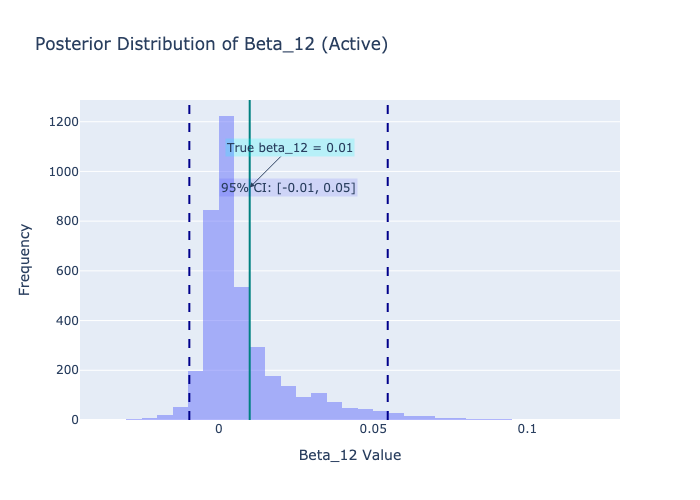 Posterior Distribution of Beta_12 (Active)
1200
1000
800
600
400
200
0
Frequency
True beta_12 = 0.01
95% CI: [-0.01, 0.05]
0
0.05
0.1
Beta_12 Value